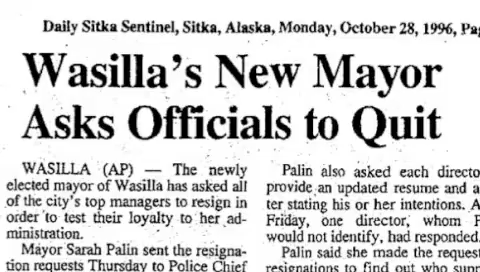 Daily Sitka Sentinel, Sitka, Alaska, Monday, October 28, 1996,
Wasilla's New Mayor
Asks Officials to Quit
WASILLA (AP) — The newly
elected mayor of Wasilla has asked all
of the city's top managers to resign in
order to test their loyalty to her ad-
ministration.
Mayor Sarah Palin sent the resigna-
tion requests Thursday to Police Chief
Palin also asked each
provide an updated resume and
ter stating his or her intentions.
Friday, one director, whom
would not identify, had responded.
Palin said she made the
resignations to find out who